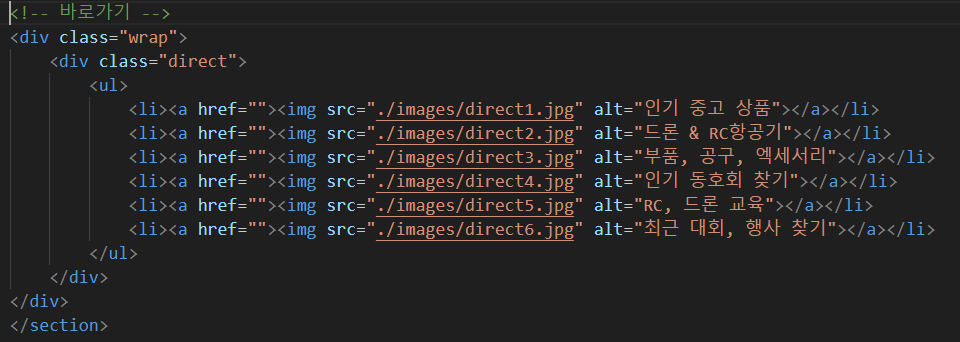 <!-- 바로가기 -->
<div class="wrap">
<div class="direct">
<ul>
<li><a href=""><img src="./images/direct1.jpg" alt="인기 중고 상품"></a></li>
<li><a href=""><img src="./images/direct2.jpg" alt="드론 & RC항공기"></a></li>
<li><a href=""><img src="./images/direct3.jpg" alt="부품, 공구, 엑세서리"></a></li>
<li><a href=""><img src="./images/direct4.jpg" alt="인기 동호회 찾기"></a></li>
<li><a href=""><img src="./images/direct5.jpg" alt="RC, 드론 교육"></a></li>
<li><a href=""><img src="./images/direct6.jpg" alt="최근 대회, 행사 찾기"></a></li>
</ul>
</div>
</div>
</section>